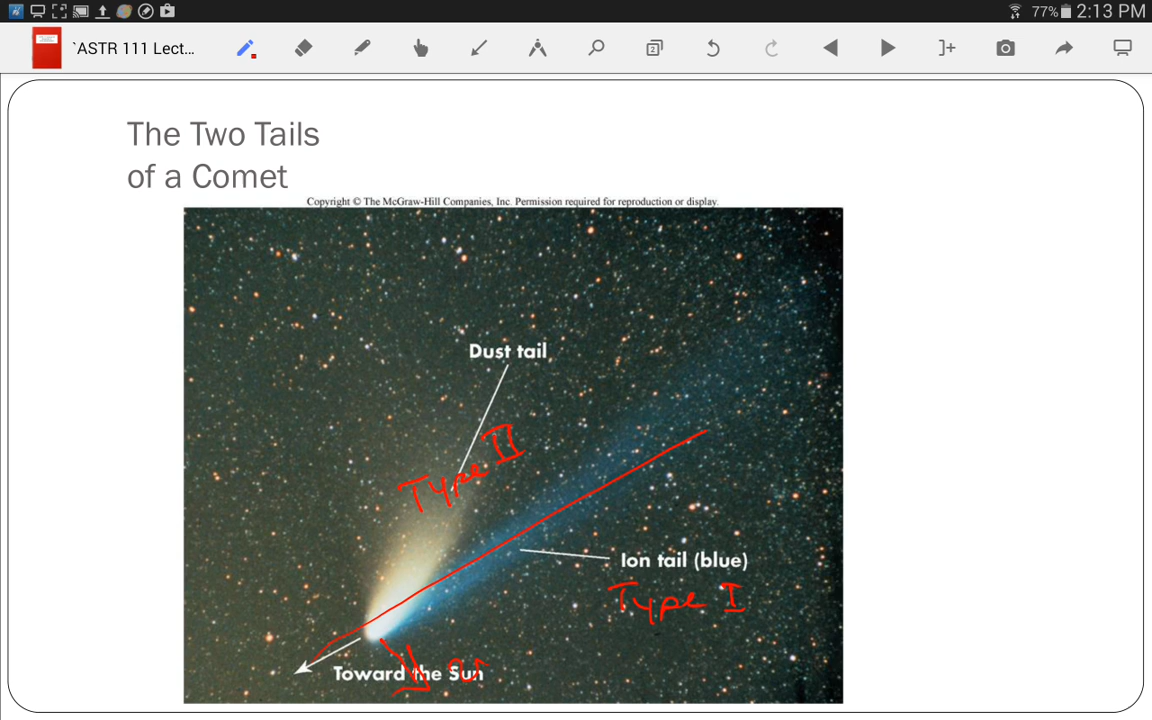 77% 2:13 PM
`ASTR 111 Lect...
2
The Two Tails
of a Comet
Copyright © The McGraw-Hill Companies, Inc. Permission required for reproduction or display.
Dust tail
Type II
Ion tail (blue)
Type I
Toward the Sun
v